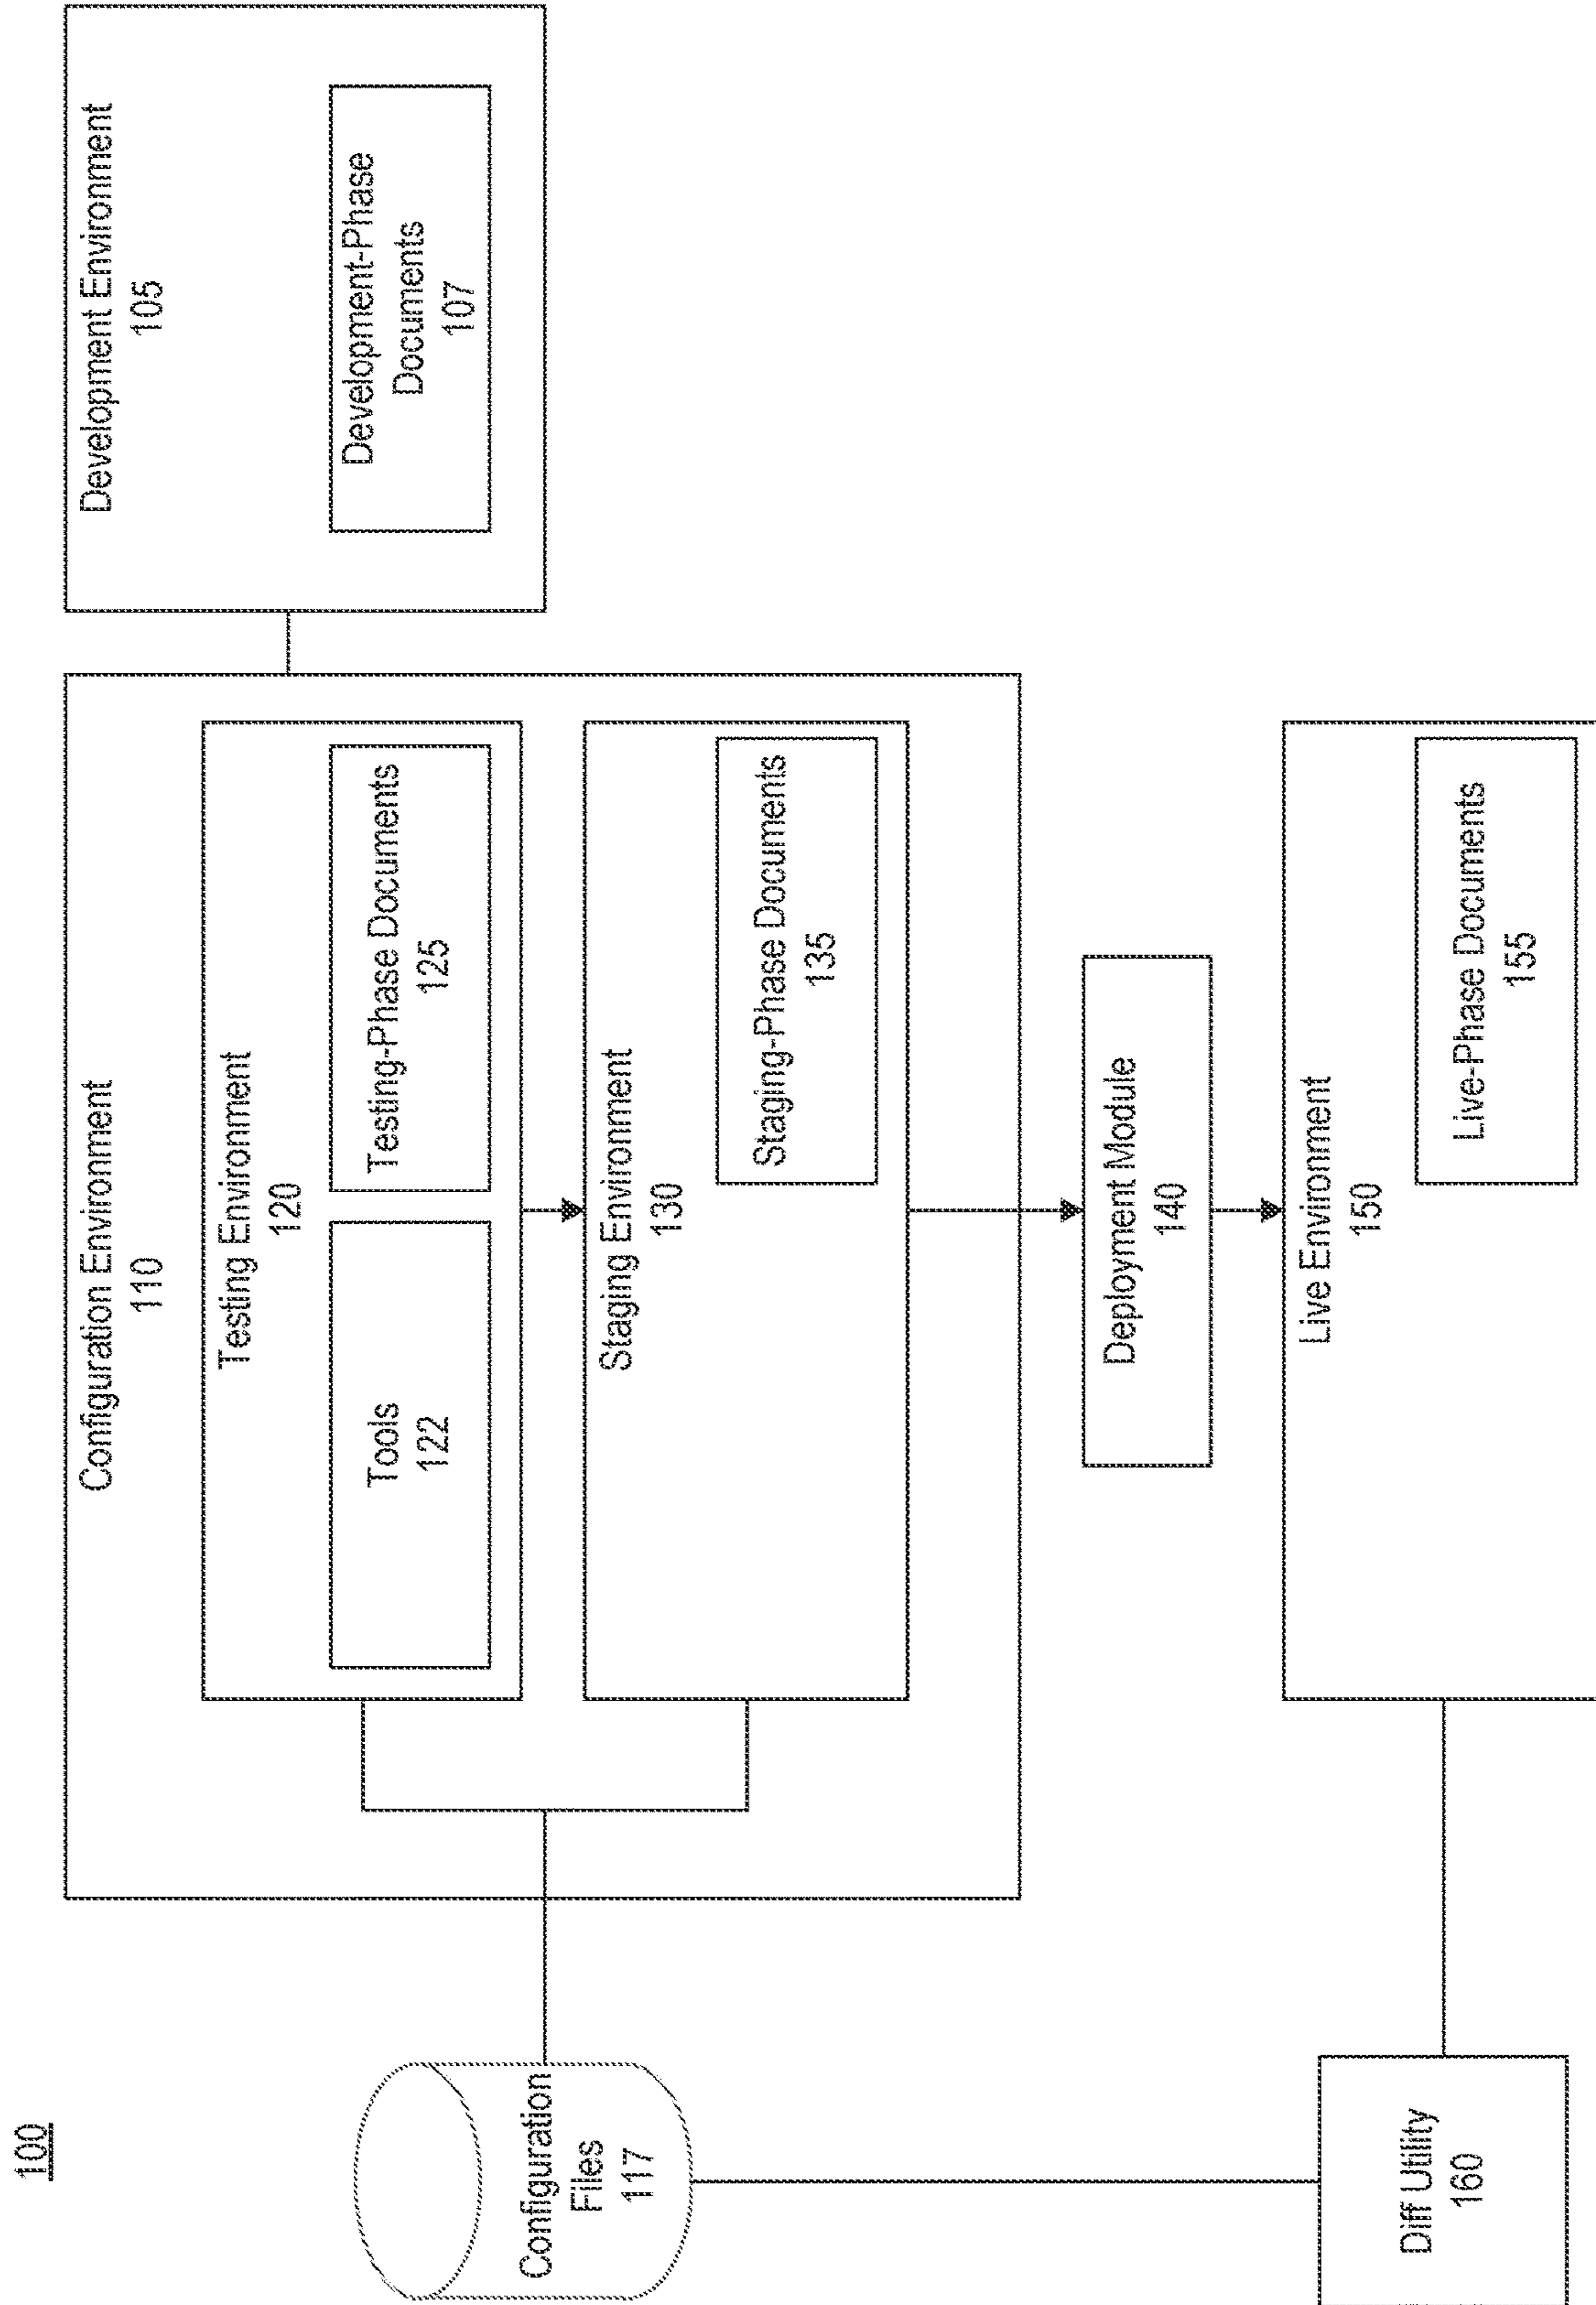 100
Configuration
Files
117
Configuration Environment
110
Testing Environment
120
Tools
122
Testing-Phase Documents
125
Staging Environment
130
Staging-Phase Documents
135
Development Environment
105
Development-Phase
Documents
107
Deployment Module
140
Diff Utility
160
Live Environment
150
Live-Phase Documents
155